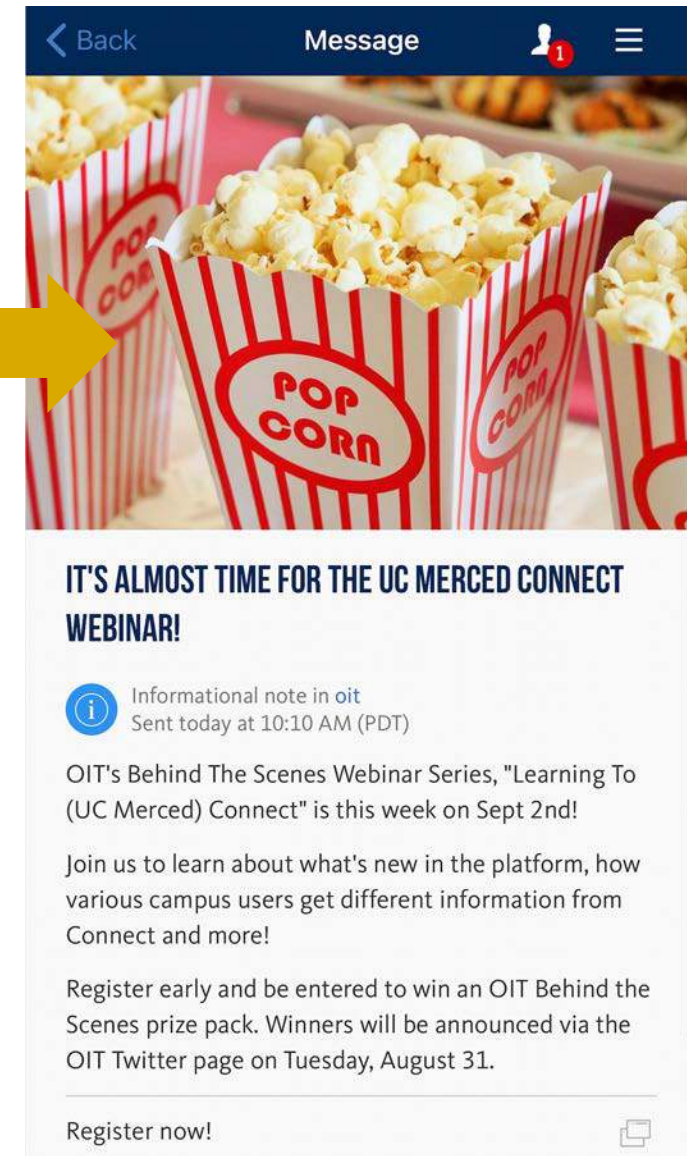 Back
Message
1
POP
COR
POP
CORN
POP
CORN
IT'S ALMOST TIME FOR THE UC MERCED CONNECT
WEBINAR!
i
Informational note in oit
Sent today at 10:10 AM (PDT)
OIT's Behind The Scenes Webinar Series, "Learning To
(UC Merced) Connect" is this week on Sept 2nd!
Join us to learn about what's new in the platform, how
various campus users get different information from
Connect and more!
Register early and be entered to win an OIT Behind the
Scenes prize pack. Winners will be announced via the
OIT Twitter page on Tuesday, August 31.
Register now!